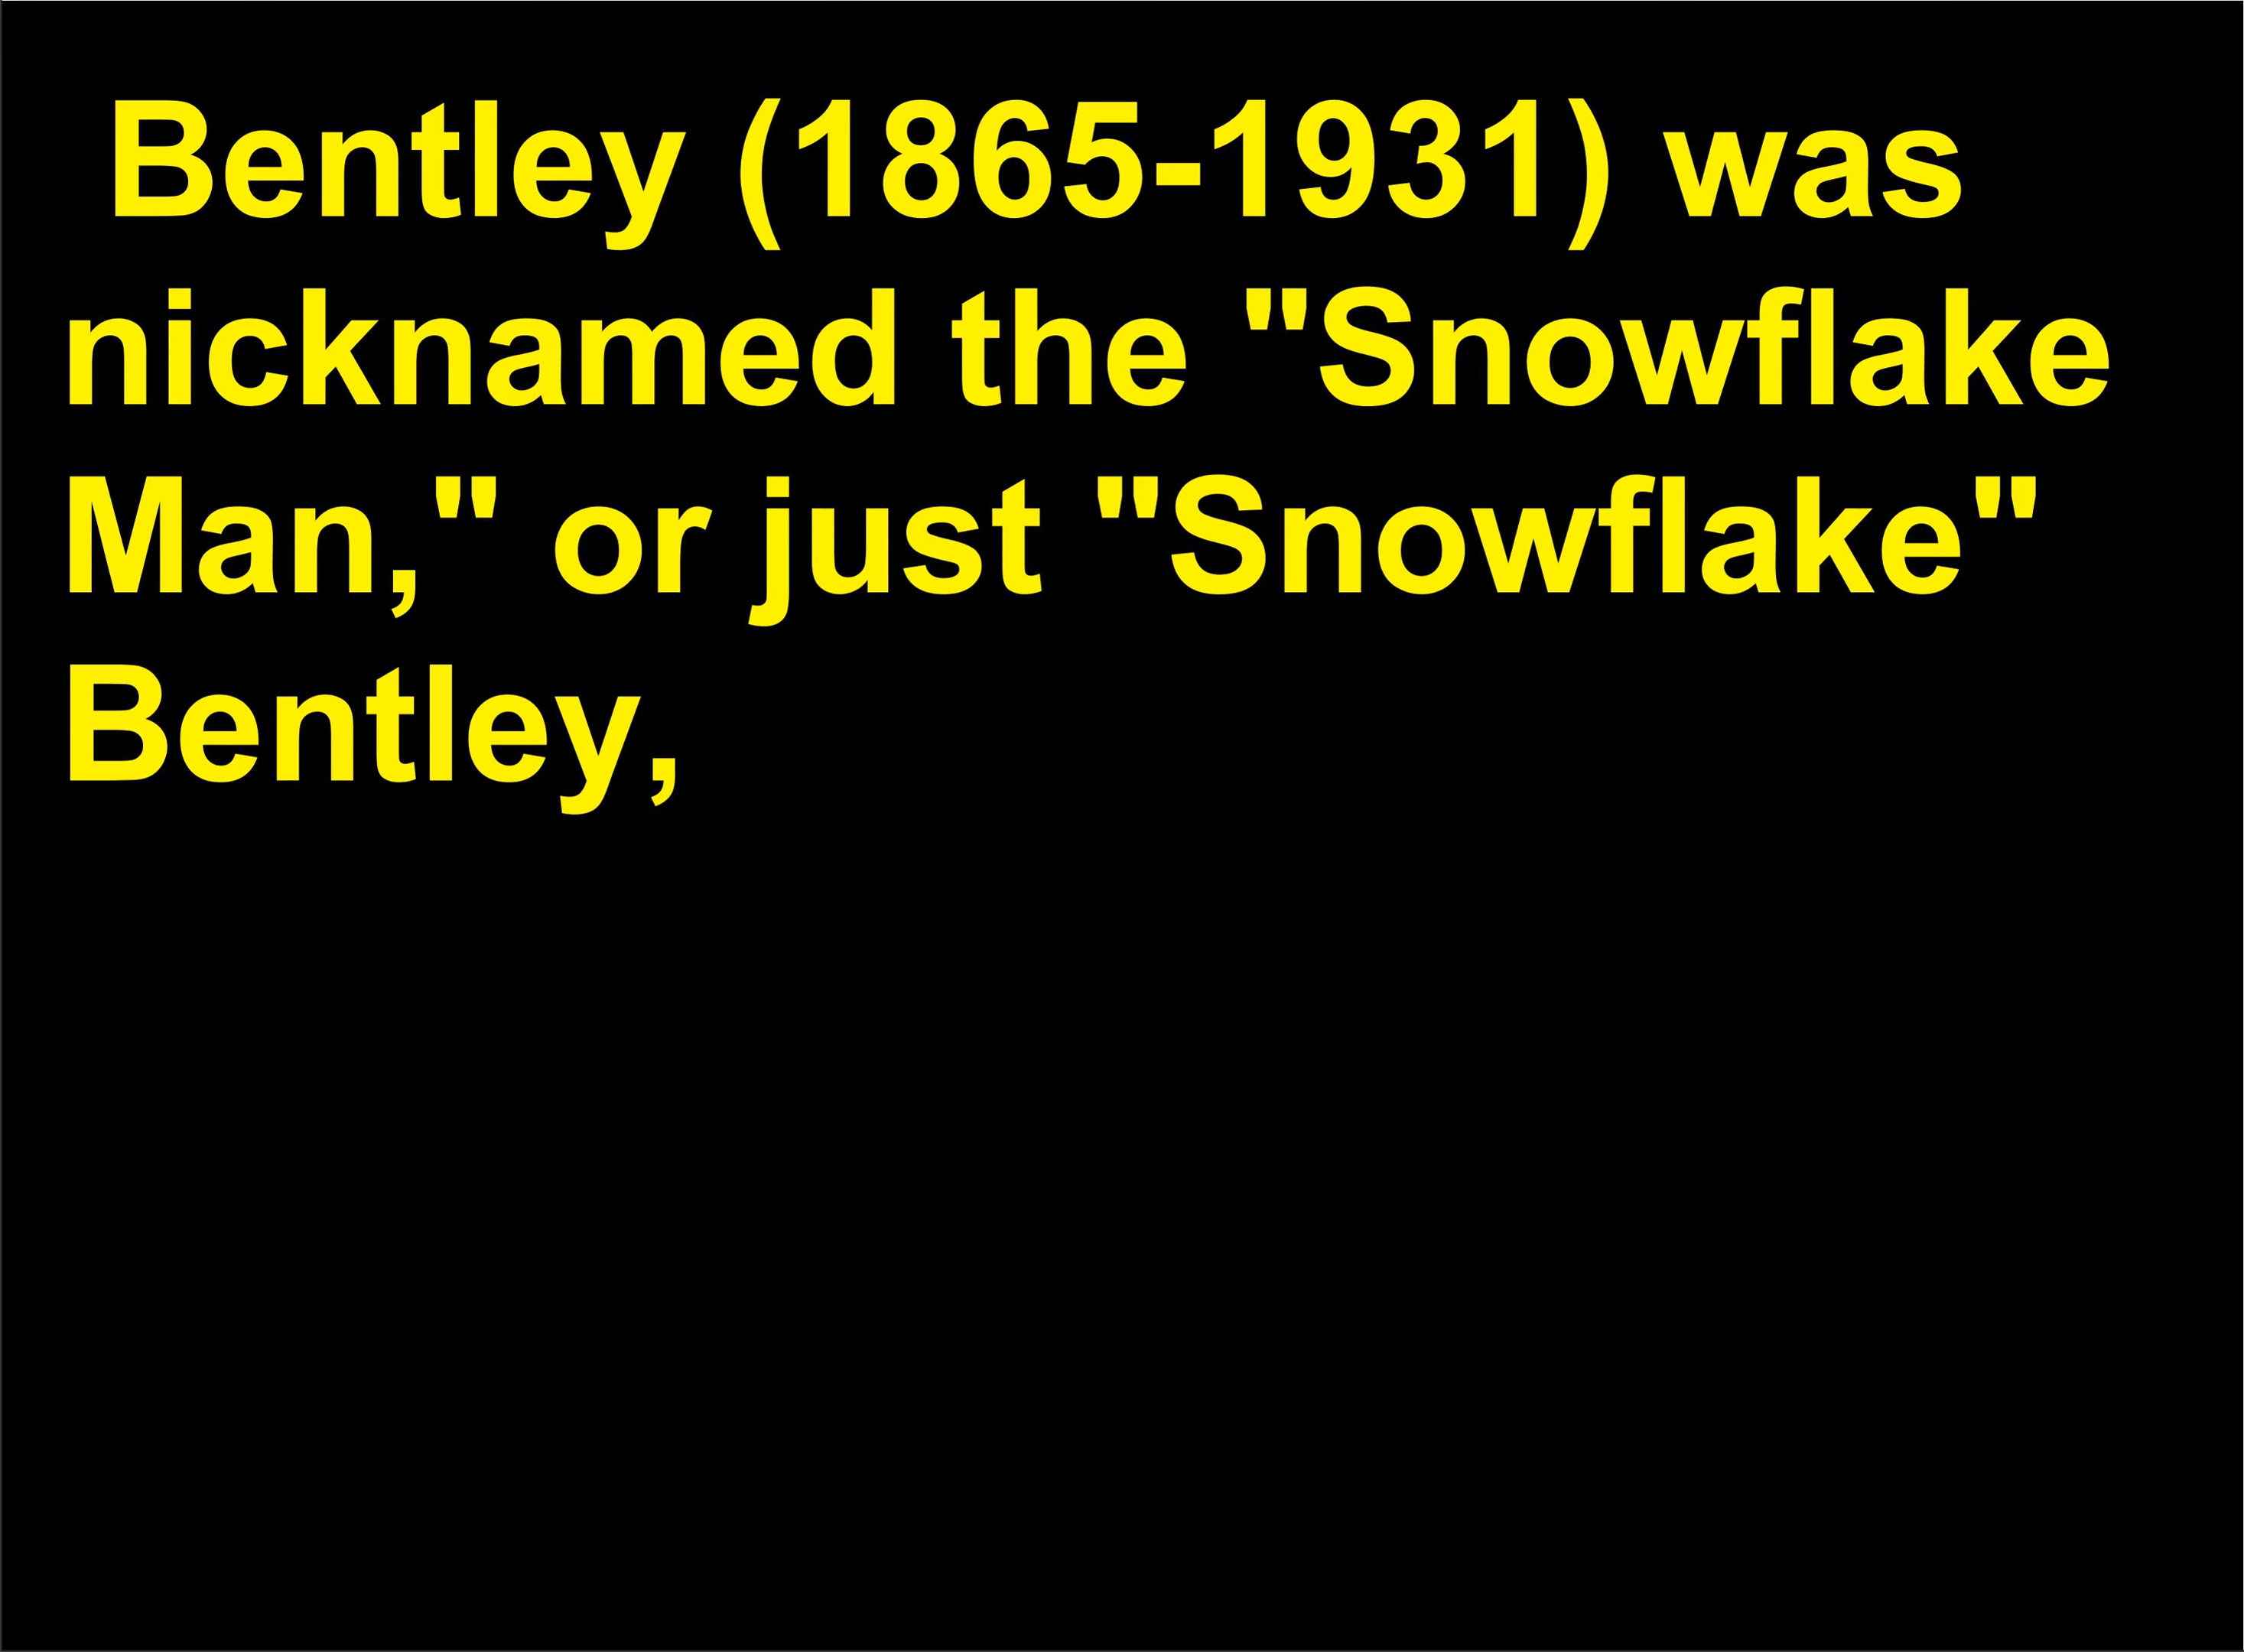 Bentley (1865-1931) was
nicknamed the "Snowflake
Man," or just "Snowflake"
Bentley,